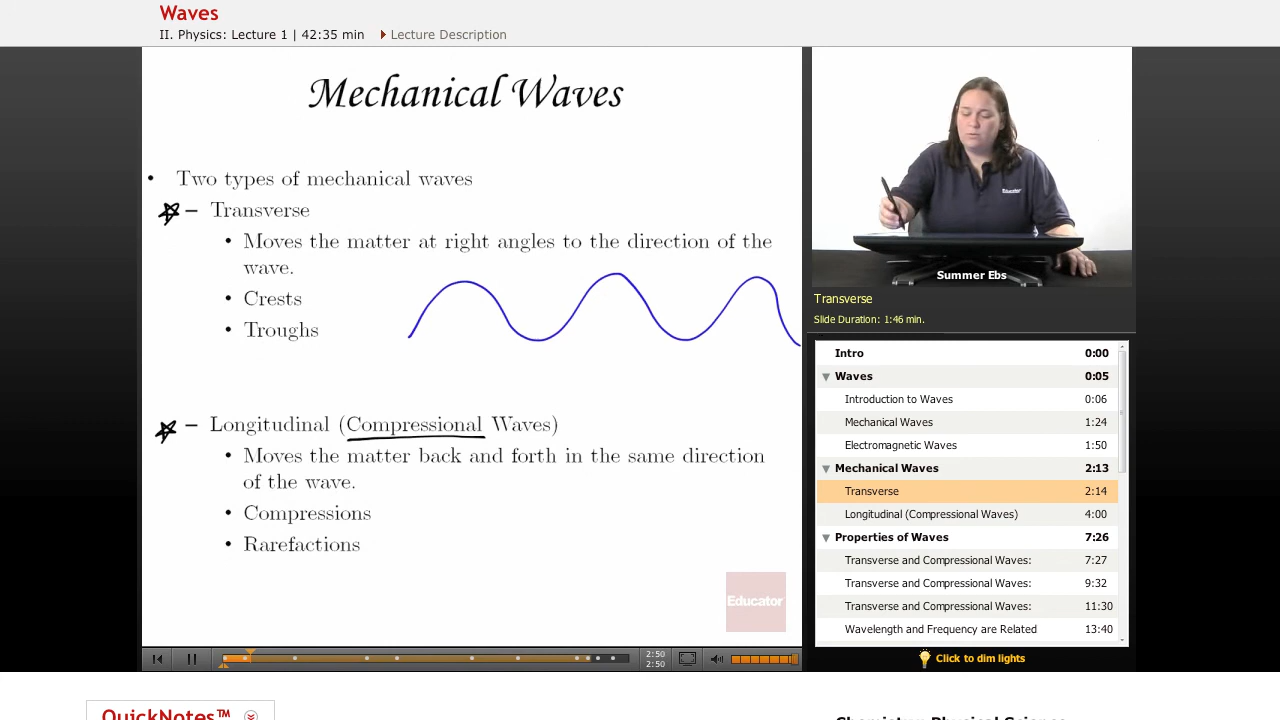 Waves
II. Physics: Lecture 1 | 42:35 min
Lecture Description
Mechanical Waves
• Two types of mechanical waves
– Transverse
• Moves the matter at right angles to the direction of the
wave.
• Crests
• Troughs
– Longitudinal (Compressional Waves)
• Moves the matter back and forth in the same direction
of the wave.
• Compressions
• Rarefactions
Educator
Educator
Summer Ebs
Transverse
Slide Duration: 1:46 min.
Intro 0:00
Waves 0:05
Introduction to Waves 0:06
Mechanical Waves 1:24
Electromagnetic Waves 1:50
Mechanical Waves 2:13
Transverse 2:14
Longitudinal (Compressional Waves) 4:00
Properties of Waves 7:26
Transverse and Compressional Waves: 7:27
Transverse and Compressional Waves: 9:32
Transverse and Compressional Waves: 11:30
Wavelength and Frequency are Related 13:40
2:50
2:50
Click to dim lights
QuickNotes™
Chemistry: Physical Science